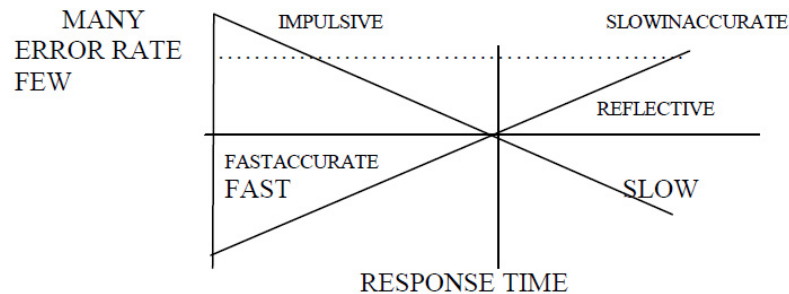 MANY
IMPULSIVE
SLOWINACCURATE
ERROR RATE
FEW
REFLECTIVE
FASTACCURATE
FAST
SLOW
RESPONSE TIME